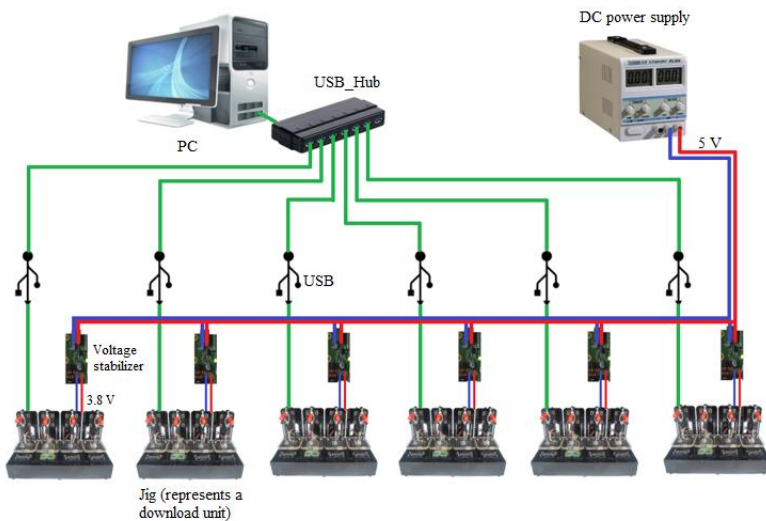 DC power supply
USB_Hub
PC
5 V
USB
Voltage
stabilizer
3.8 V
Jig (represents a
download unit)